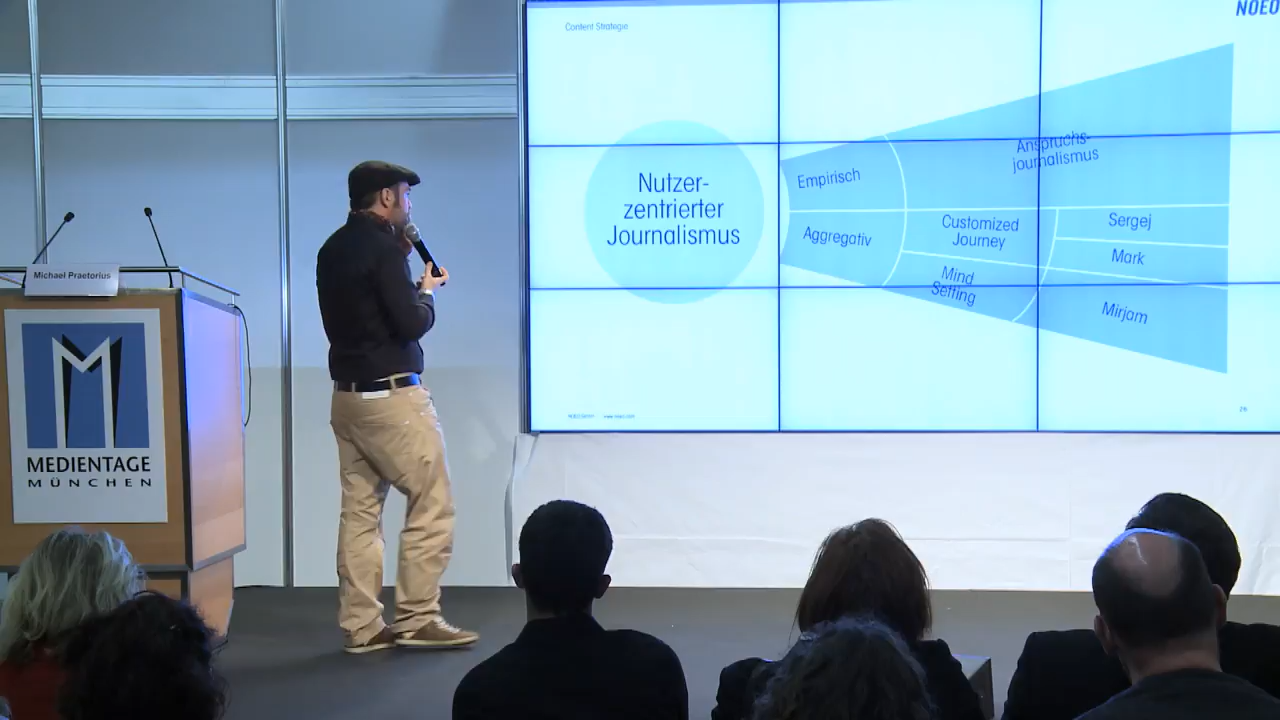 Content Strategie
NOEO
Nutzer-
zentrierter
Journalismus
Empirisch
Aggregativ
Anspruchs-
journalismus
Customized
Journey
Mind
Setting
Sergej
Mark
Mirjam
26
Michael Praetorius
MEDIENTAGE
MÜNCHEN